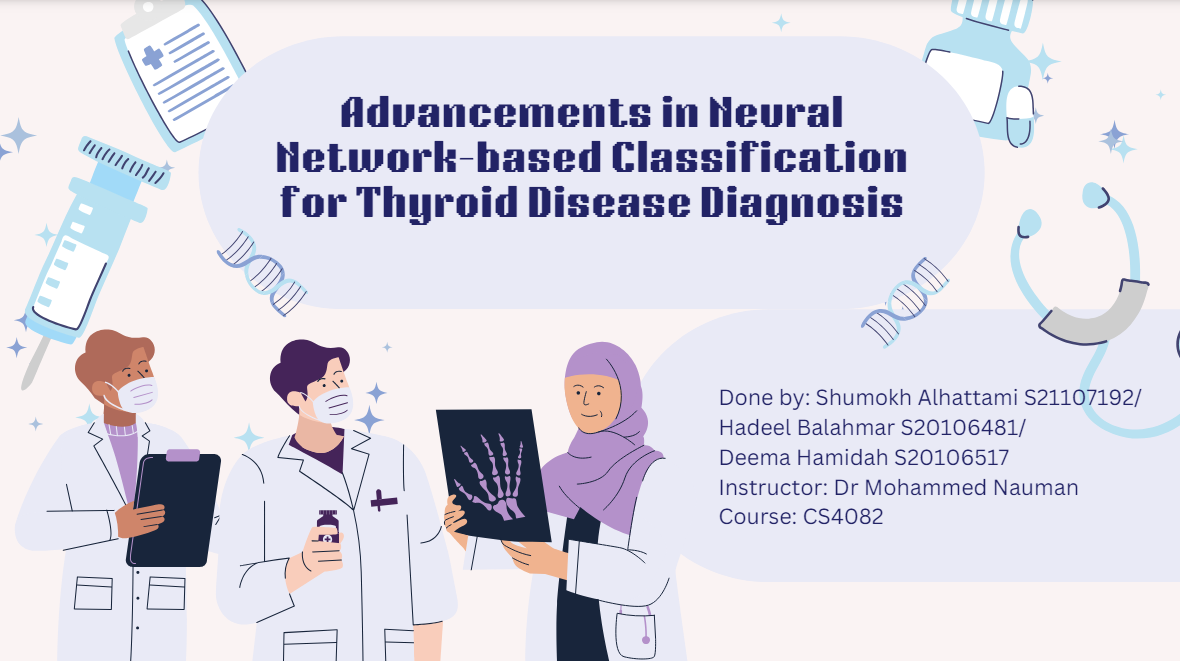 Advancements in Neural
Network-based Classification
for Thyroid Disease Diagnosis
Done by: Shumokh Alhattami S21107192/
Hadeel Balahmar S20106481/
Deema Hamidah S20106517
Instructor: Dr Mohammed Nauman
Course: CS4082